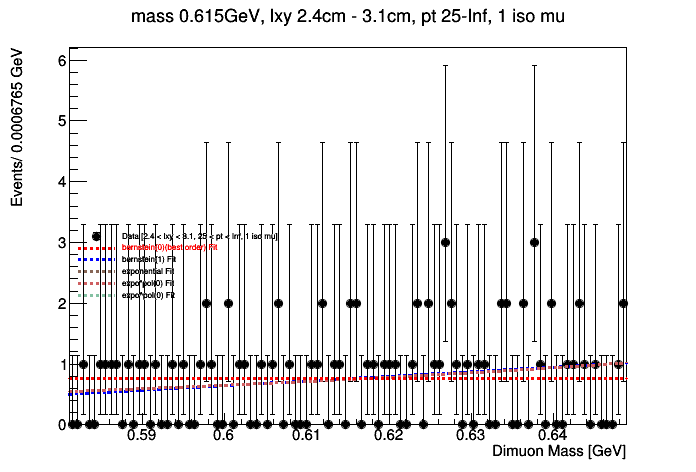 mass 0.615GeV, lxy 2.4cm - 3.1cm, pt 25-Inf, 1 iso mu
Events/ 0.0006765 GeV
6
5
4
3
2
1
0
Data [2.4 < lxy < 3.1, 25 < pt < Inf, 1 iso mu]
bernstein(0)(best order) Fit
bernstein(1) Fit
exponential Fit
expo*pol(0) Fit
expo*pol(0) Fit
0.59 0.6 0.61 0.62 0.63 0.64
Dimuon Mass [GeV]